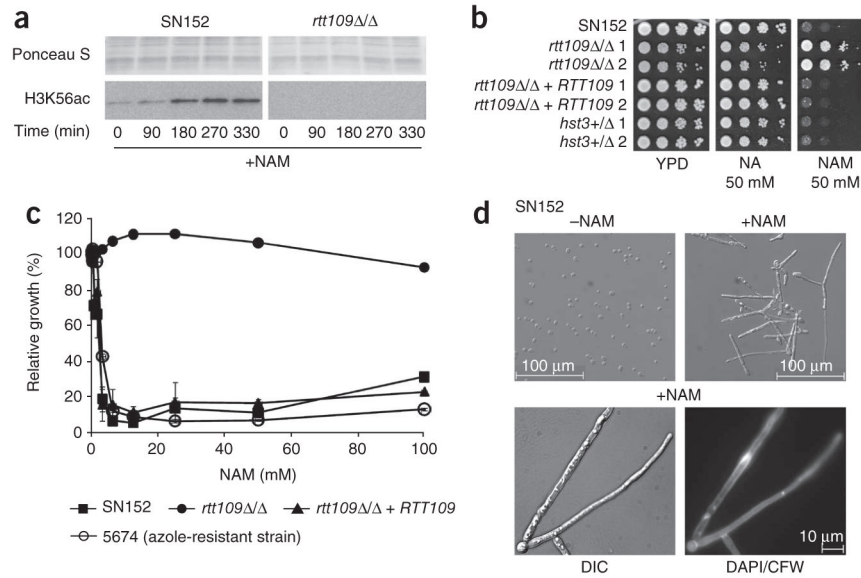 a
SN152
rtt109Δ/Δ
Ponceau S
H3K56ac
Time (min)
0 90 180 270 330
0 90 180 270 330
+NAM
b
SN152
rtt109Δ/Δ 1
rtt109Δ/Δ 2
rtt109Δ/Δ + RTT109 1
rtt109Δ/Δ + RTT109 2
hst3+/Δ 1
hst3+/Δ 2
YPD
NA
50 mM
NAM
50 mM
c
Relative growth (%)
120
100
80
60
40
20
0
0 20 40 60 80 100
NAM (mM)
SN152
rtt109Δ/Δ
rtt109Δ/Δ + RTT109
5674 (azole-resistant strain)
d
SN152
–NAM
+NAM
100 μm
100 μm
+NAM
10 μm
DIC
DAPI/CFW